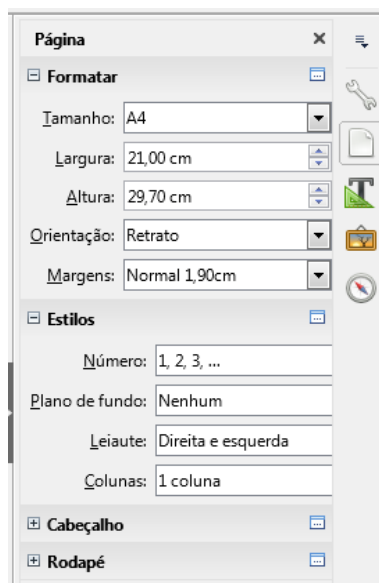 Página
Formatar
Tamanho: A4
Largura: 21,00 cm
Altura: 29,70 cm
Orientação: Retrato
Margens: Normal 1,90cm
Estilos
Número: 1, 2, 3, ...
Plano de fundo: Nenhum
Leiaute: Direita e esquerda
Colunas: 1 coluna
Cabeçalho
Rodapé